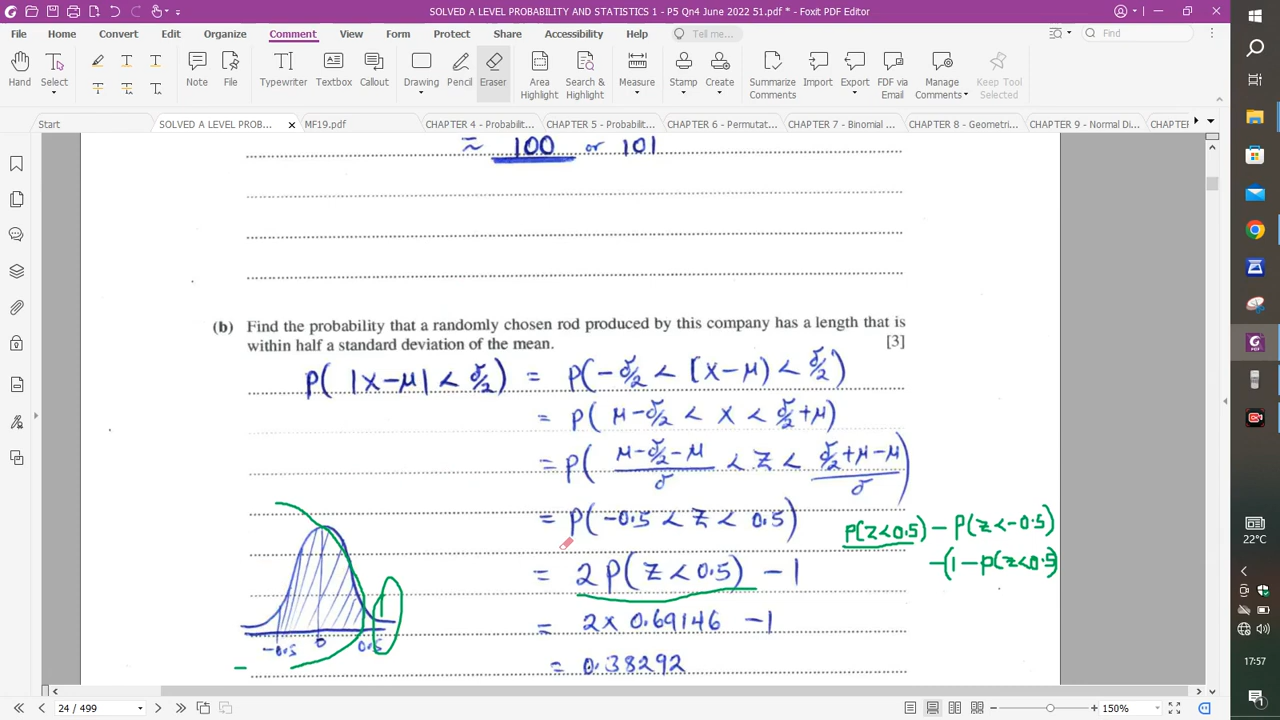 SOLVED A LEVEL PROBABILITY AND STATISTICS 1 - P5 Qn4 June 2022 51.pdf * - Foxit PDF Editor
File Home Convert Edit Organize Comment View Form Protect Share Accessibility Help Tell me... Find
Hand Select Note File Typewriter Textbox Callout Drawing Pencil Eraser Area Highlight Search & Highlight Measure Stamp Create Summarize Comments Import Export FDF via Email Manage Comments Keep Tool Selected
Start SOLVED A LEVEL PROB... MF19.pdf CHAPTER 4 - Probabilit... CHAPTER 5 - Probabilit... CHAPTER 6 - Permutat... CHAPTER 7 - Binomial ... CHAPTER 8 - Geometri... CHAPTER 9 - Normal Di... CHAPTE
≈ 100 or 101
(b) Find the probability that a randomly chosen rod produced by this company has a length that is
within half a standard deviation of the mean. [3]
P( |X-μ| < σ/2) = P(-σ/2 < (X-μ) < σ/2)
= P( μ-σ/2 < X < σ/2+μ)
= P( (μ-σ/2-μ)/σ < Z < (σ/2+μ-μ)/σ )
= P( -0.5 < Z < 0.5)
P(Z<0.5) - P(Z<-0.5)
-(1-P(Z<0.5)
= 2P(Z<0.5) -1
= 2x 0.69146 -1
-0.5 0 0.5
= 0.38292
24 / 499
150%
22°C
17:57